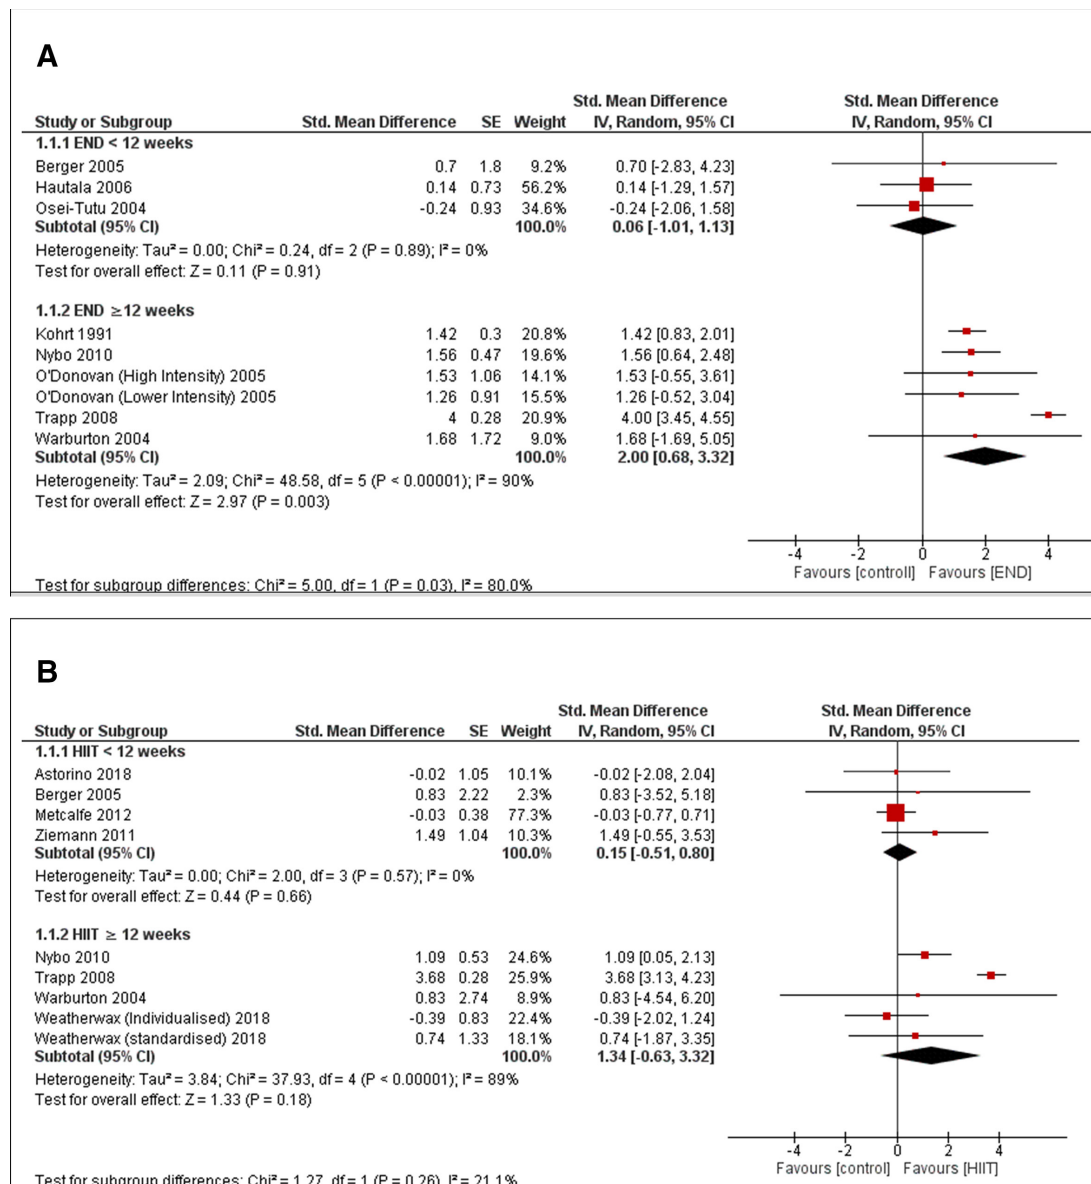 A
Std. Mean Difference Std. Mean Difference
Study or Subgroup Std. Mean Difference SE Weight IV, Random, 95% CI IV, Random, 95% CI
1.1.1 END < 12 weeks
Berger 2005 0.7 1.8 9.2% 0.70 [-2.83, 4.23]
Hautala 2006 0.14 0.73 56.2% 0.14 [-1.29, 1.57]
Osei-Tutu 2004 -0.24 0.93 34.6% -0.24 [-2.06, 1.58]
Subtotal (95% CI) 100.0% 0.06 [-1.01, 1.13]
Heterogeneity: Tau² = 0.00; Chi² = 0.24, df = 2 (P = 0.89); I² = 0%
Test for overall effect: Z = 0.11 (P = 0.91)
1.1.2 END ≥12 weeks
Kohrt 1991 1.42 0.3 20.8% 1.42 [0.83, 2.01]
Nybo 2010 1.56 0.47 19.6% 1.56 [0.64, 2.48]
O'Donovan (High Intensity) 2005 1.53 1.06 14.1% 1.53 [-0.55, 3.61]
O'Donovan (Lower Intensity) 2005 1.26 0.91 15.5% 1.26 [-0.52, 3.04]
Trapp 2008 4 0.28 20.9% 4.00 [3.45, 4.55]
Warburton 2004 1.68 1.72 9.0% 1.68 [-1.69, 5.05]
Subtotal (95% CI) 100.0% 2.00 [0.68, 3.32]
Heterogeneity: Tau² = 2.09; Chi² = 48.58, df = 5 (P < 0.00001); I² = 90%
Test for overall effect: Z = 2.97 (P = 0.003)
-4 -2 0 2 4
Favours [controll] Favours [END]
Test for subgroup differences: Chi² = 5.00, df = 1 (P = 0.03), I² = 80.0%
B
Std. Mean Difference Std. Mean Difference
Study or Subgroup Std. Mean Difference SE Weight IV, Random, 95% CI IV, Random, 95% CI
1.1.1 HIIT < 12 weeks
Astorino 2018 -0.02 1.05 10.1% -0.02 [-2.08, 2.04]
Berger 2005 0.83 2.22 2.3% 0.83 [-3.52, 5.18]
Metcalfe 2012 -0.03 0.38 77.3% -0.03 [-0.77, 0.71]
Ziemann 2011 1.49 1.04 10.3% 1.49 [-0.55, 3.53]
Subtotal (95% CI) 100.0% 0.15 [-0.51, 0.80]
Heterogeneity: Tau² = 0.00; Chi² = 2.00, df = 3 (P = 0.57); I² = 0%
Test for overall effect: Z = 0.44 (P = 0.66)
1.1.2 HIIT ≥ 12 weeks
Nybo 2010 1.09 0.53 24.6% 1.09 [0.05, 2.13]
Trapp 2008 3.68 0.28 25.9% 3.68 [3.13, 4.23]
Warburton 2004 0.83 2.74 8.9% 0.83 [-4.54, 6.20]
Weatherwax (Individualised) 2018 -0.39 0.83 22.4% -0.39 [-2.02, 1.24]
Weatherwax (standardised) 2018 0.74 1.33 18.1% 0.74 [-1.87, 3.35]
Subtotal (95% CI) 100.0% 1.34 [-0.63, 3.32]
Heterogeneity: Tau² = 3.84; Chi² = 37.93, df = 4 (P < 0.00001); I² = 89%
Test for overall effect: Z = 1.33 (P = 0.18)
-4 -2 0 2 4
Favours [control] Favours [HIIT]
Test for subgroup differences: Chi² = 1.27, df = 1 (P = 0.26), I² = 21.1%